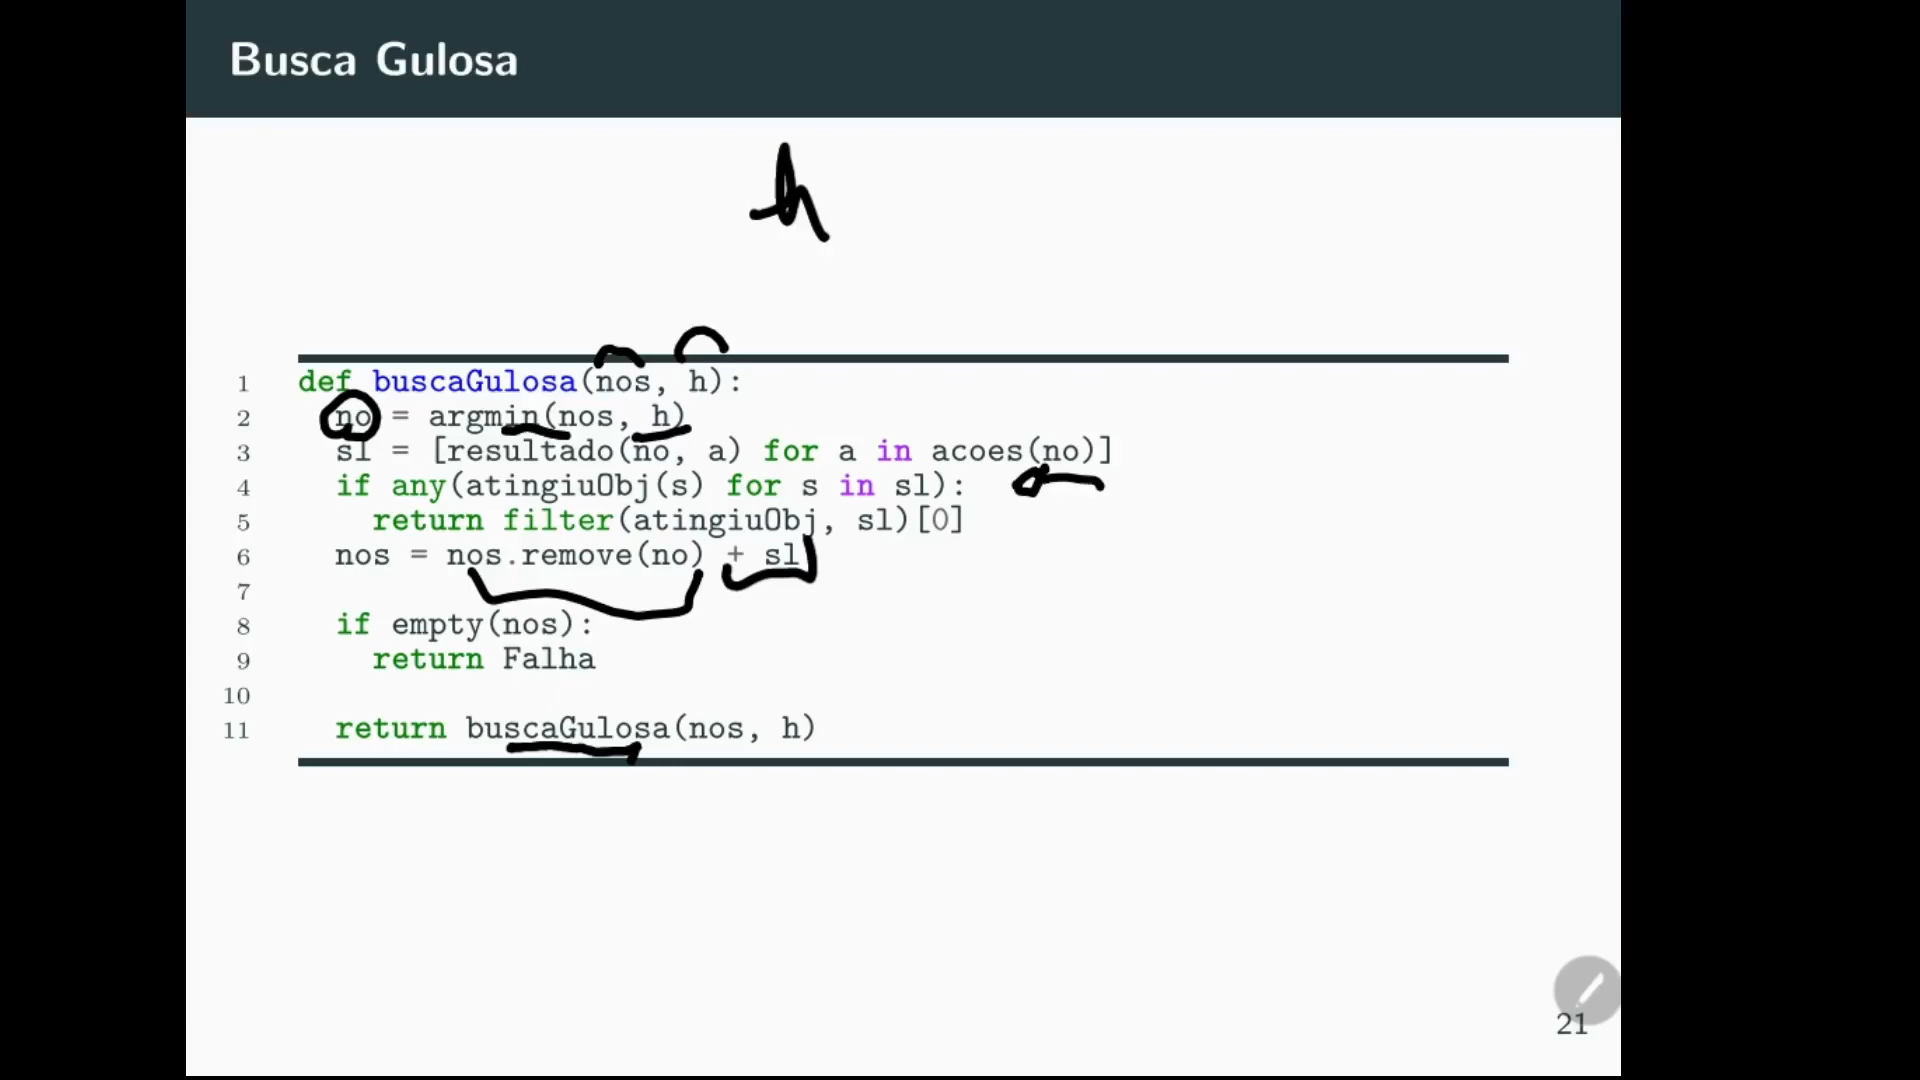 Busca Gulosa
h
1 def buscaGulosa(nos, h):
2 no = argmin(nos, h)
3 sl = [resultado(no, a) for a in acoes(no)]
4 if any(atingiuObj(s) for s in sl):
5 return filter(atingiuObj, sl)[0]
6 nos = nos.remove(no) + sl
7
8 if empty(nos):
9 return Falha
10
11 return buscaGulosa(nos, h)
21